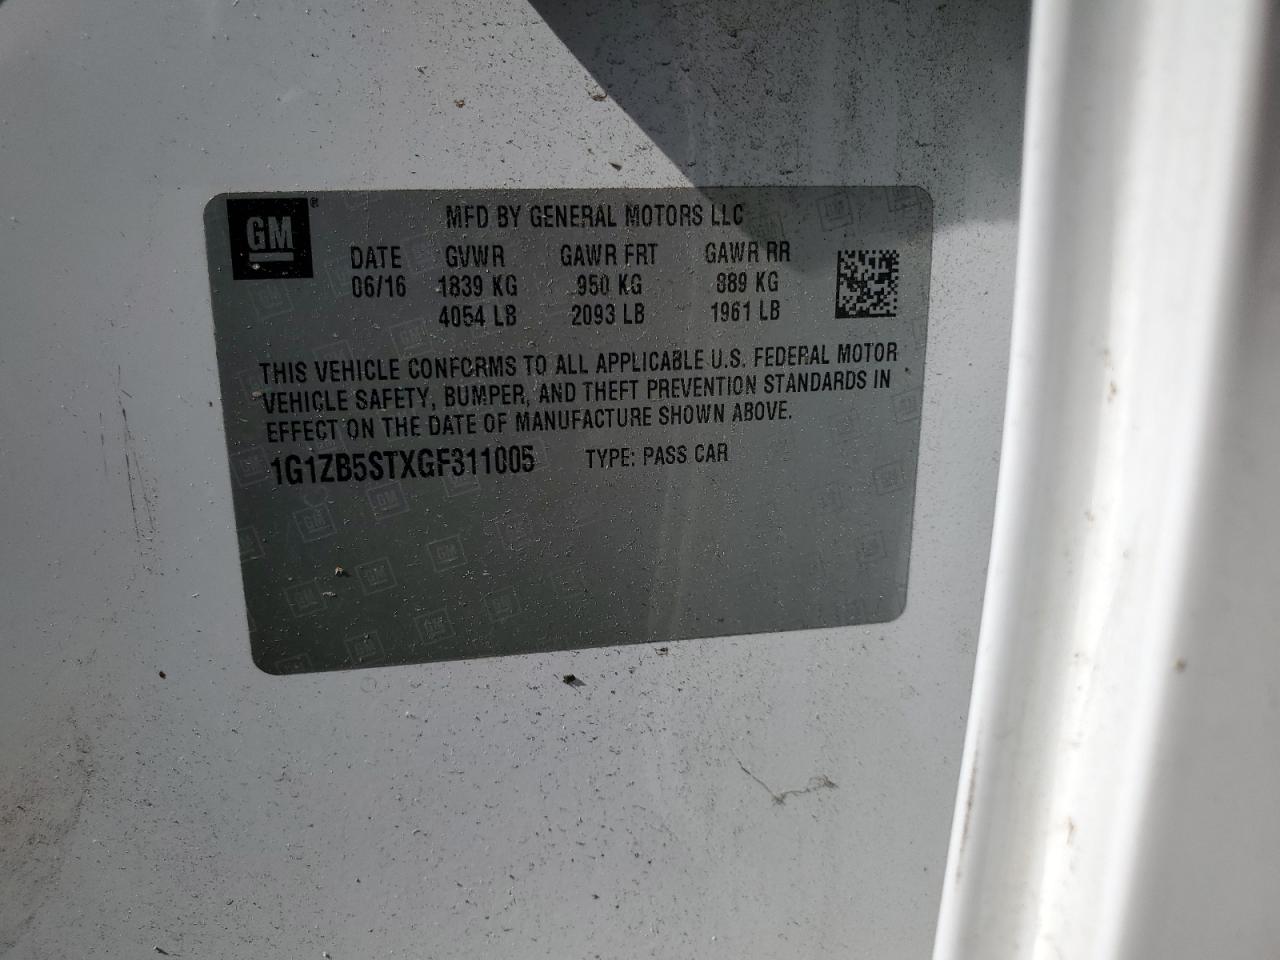 GM®
MFD BY GENERAL MOTORS LLC
DATE GVWR GAWR FRT GAWR RR
06/16 1839 KG 950 KG 889 KG
4054 LB 2093 LB 1961 LB
THIS VEHICLE CONFORMS TO ALL APPLICABLE U.S. FEDERAL MOTOR
VEHICLE SAFETY, BUMPER, AND THEFT PREVENTION STANDARDS IN
EFFECT ON THE DATE OF MANUFACTURE SHOWN ABOVE.
1G1ZB5STXGF311005 TYPE: PASS CAR